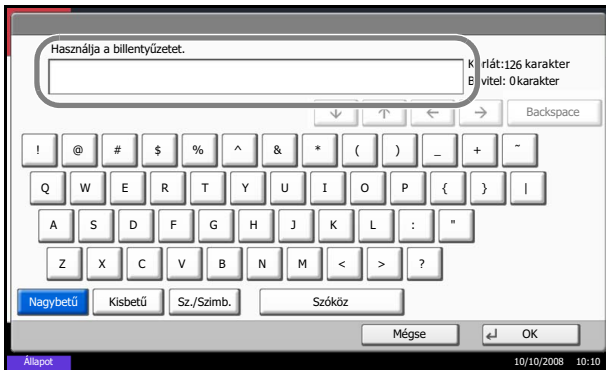 Használja a billentyűzetet.
Korlát:126 karakter
Bevitel: 0karakter
↓ ↑ ← → Backspace
! @ # $ % ^ & * ( ) _ + ~
Q W E R T Y U I O P { } |
A S D F G H J K L : "
Z X C V B N M < > ?
Nagybetű Kisbetű Sz./Szimb. Szóköz
Mégse OK
Állapot 10/10/2008 10:10